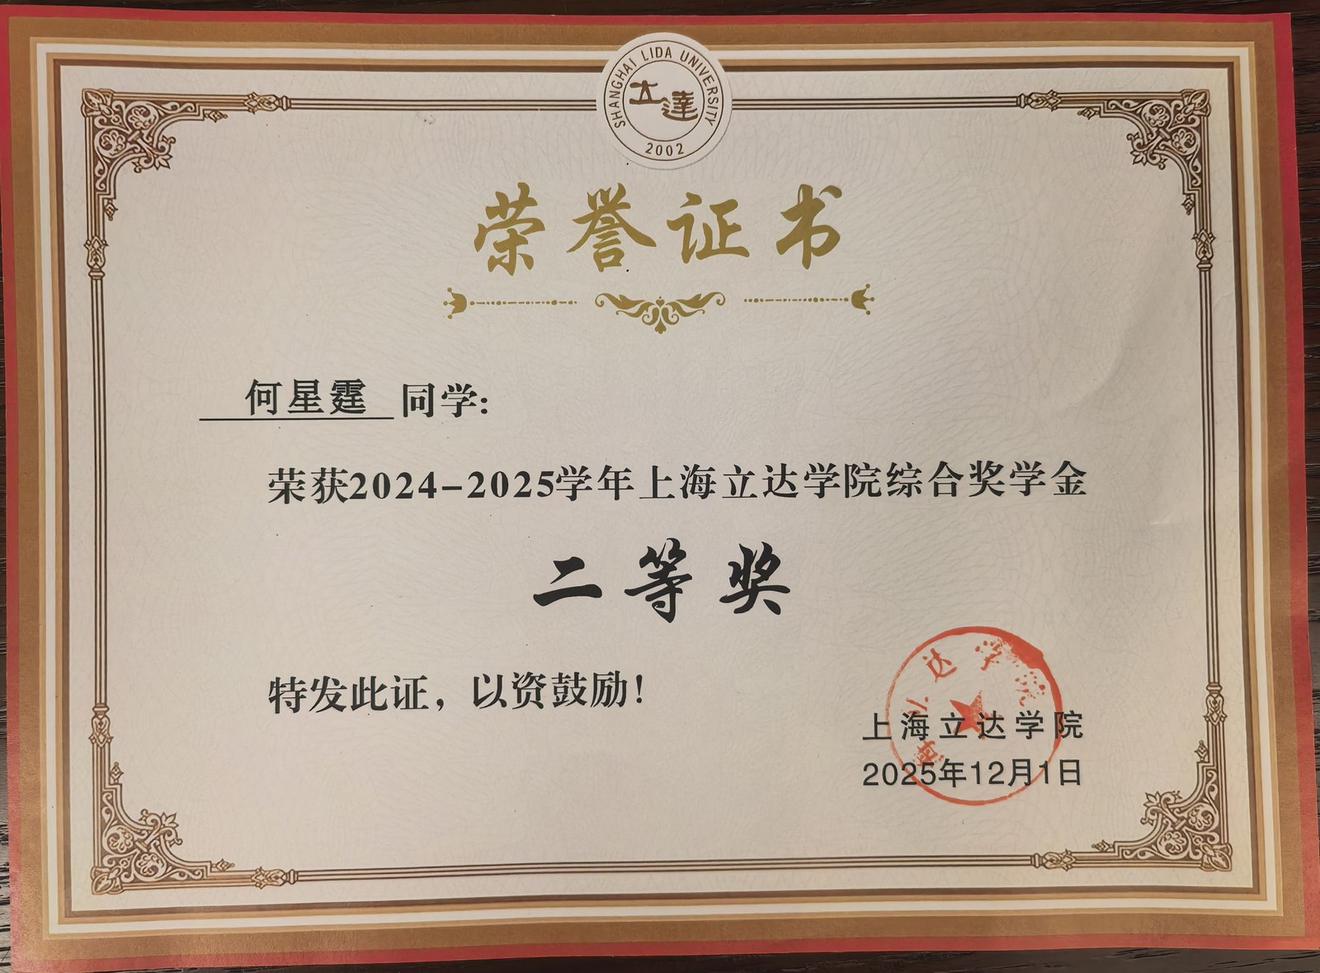 SHANGHAI LIDA UNIVERSITY
立達
2002
荣誉证书
何星霆 同学:
荣获2024-2025学年上海立达学院综合奖学金
二等奖
特发此证，以资鼓励！
上海立达学院
2025年12月1日